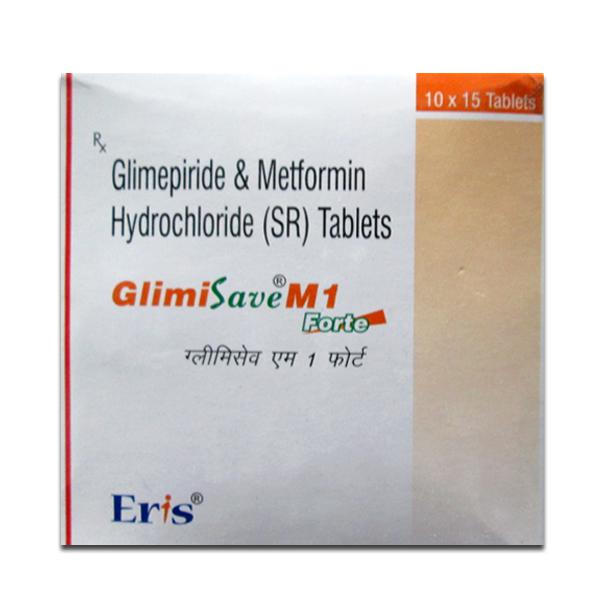 10 x 15 Tablets
Rx
Glimepiride & Metformin
Hydrochloride (SR) Tablets
GlimiSave® M1
Forte
ग्लीमिसेव एम 1 फोर्ट
Eris®